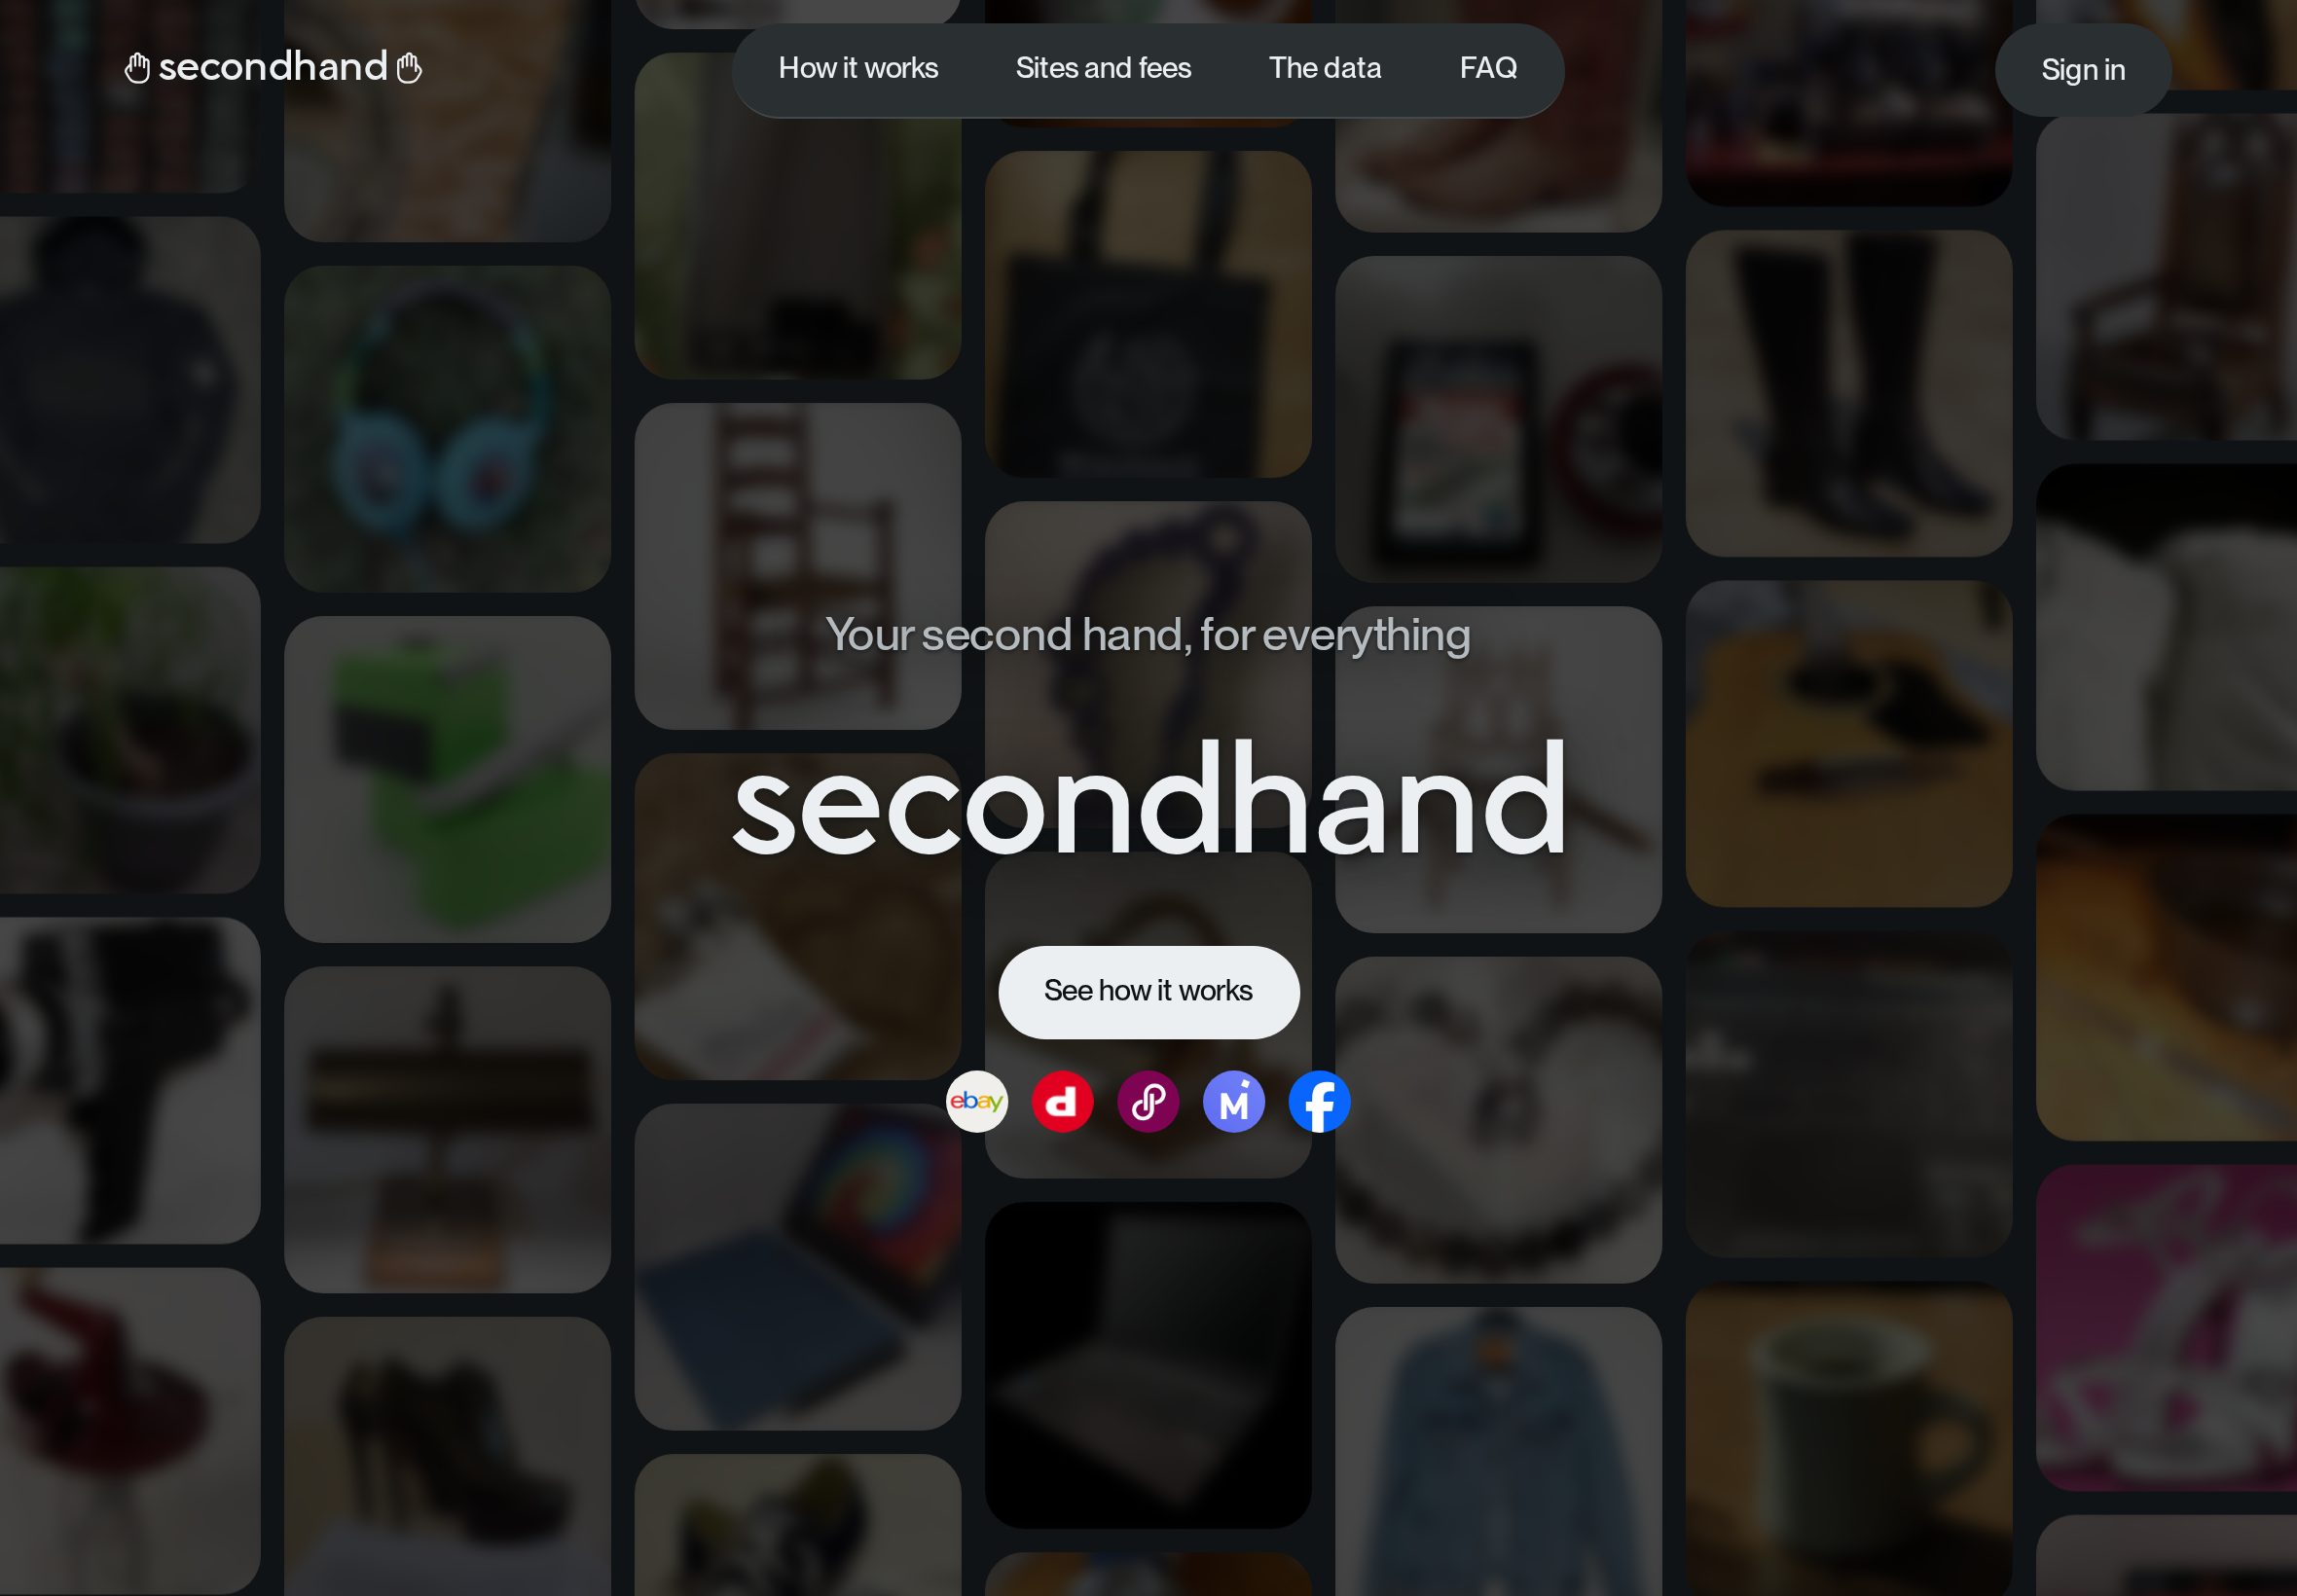 secondhand
How it works
Sites and fees
The data
FAQ
Sign in
Your second hand, for everything
secondhand
See how it works
ebay